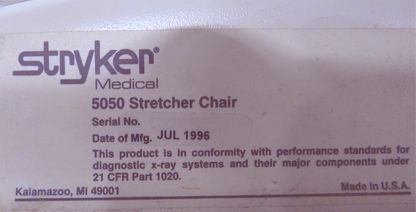 stryker®
Medical
5050 Stretcher Chair
Serial No.
Date of Mfg. JUL 1996
This product is in conformity with performance standards for
diagnostic x-ray systems and their major components under
21 CFR Part 1020.
Kalamazoo, Mi 49001 Made In U.S.A.